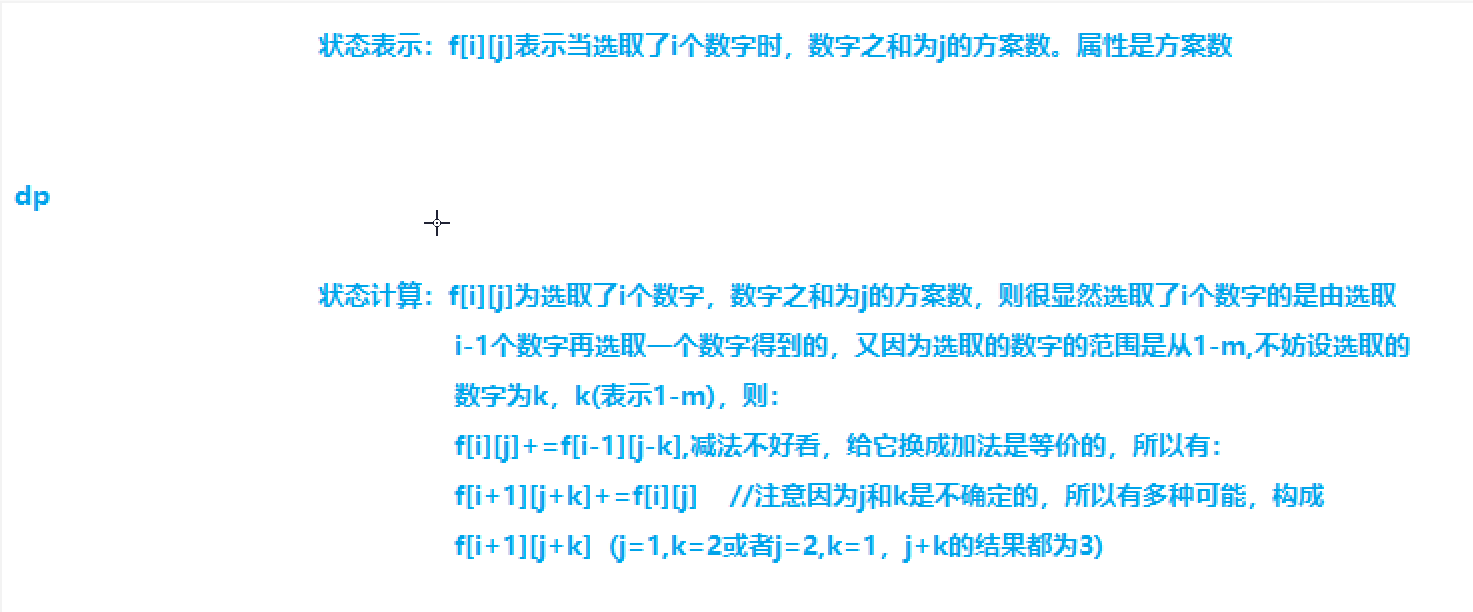 状态表示：f[i][j]表示当选取了i个数字时，数字之和为j的方案数。属性是方案数
dp
状态计算：f[i][j]为选取了i个数字，数字之和为j的方案数，则很显然选取了i个数字的是由选取
i-1个数字再选取一个数字得到的，又因为选取的数字的范围是从1-m,不妨设选取的
数字为k，k(表示1-m)，则：
f[i][j]+=f[i-1][j-k],减法不好看，给它换成加法是等价的，所以有：
f[i+1][j+k]+=f[i][j] //注意因为j和k是不确定的，所以有多种可能，构成
f[i+1][j+k] (j=1,k=2或者j=2,k=1，j+k的结果都为3)